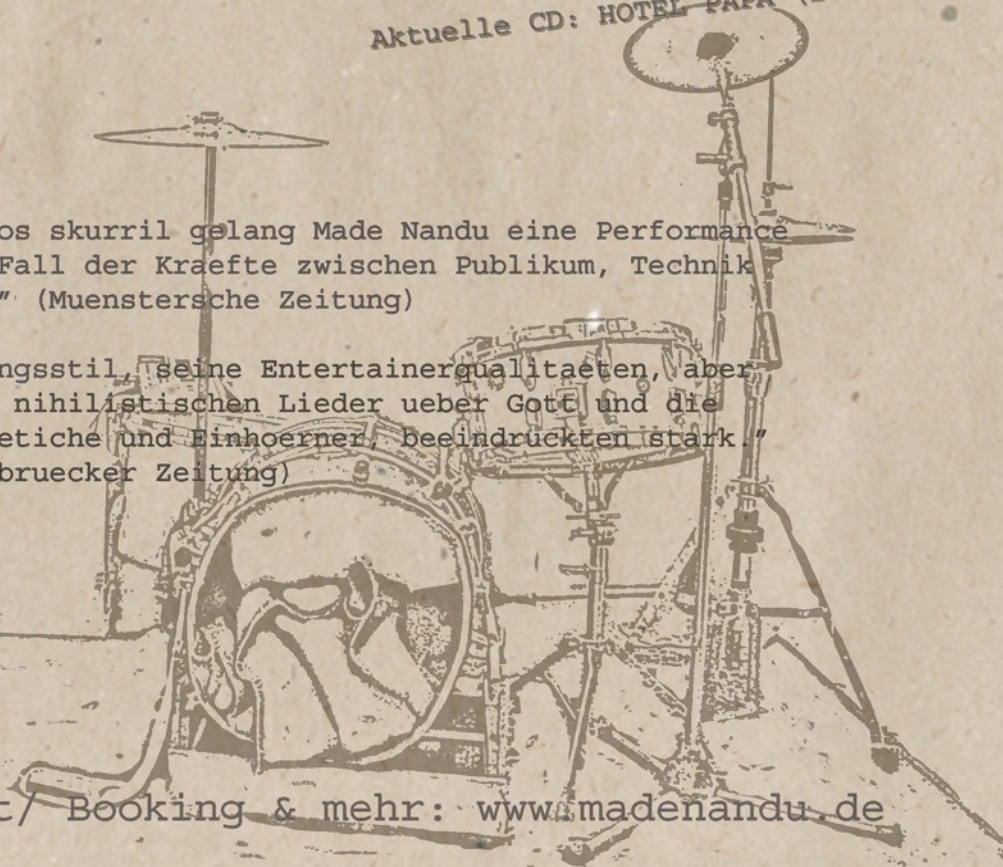 Aktuelle CD: HOTEL PAPA
os skurril gelang Made Nandu eine Performance
Fall der Kraefte zwischen Publikum, Technik
" (Muenstersche Zeitung)
ngsstil, seine Entertainerqualitaeten, aber
nihilistischen Lieder ueber Gott und die
etiche und Einhoerner, beeindruckten stark."
bruecker Zeitung)
t/ Booking & mehr: www.madenandu.de